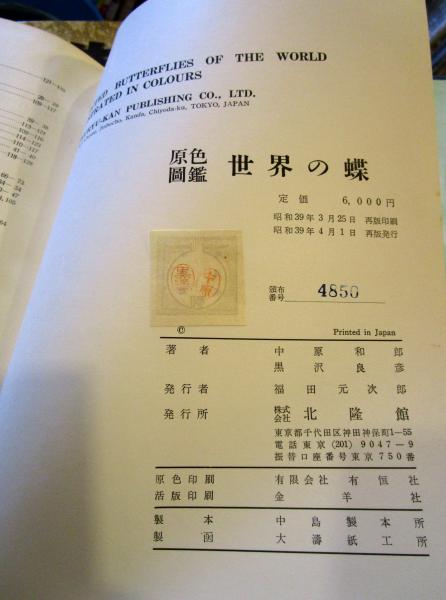 ED BUTTERFLIES OF THE WORLD
TRATED IN COLOURS
YU-KAN PUBLISHING CO., LTD.
Kanda, Chiyoda-ku, TOKYO, JAPAN
原色
圖鑑 世界の蝶
定価 6,000円
昭和39年3月25日 再版印刷
昭和39年4月1日 再版発行
頒布
番号 4850
©
Printed in Japan
著者 中原和郎
黒沢良彦
発行者 福田元次郎
発行所 株式
会社 北隆館
東京都千代田区神田神保町1—55
電話 東京(201)9047—9
振替口座番号東京750番
原色印刷 有限会社 有恒社
活版印刷 金羊社
製本 中島製本所
製函 大濤紙工所